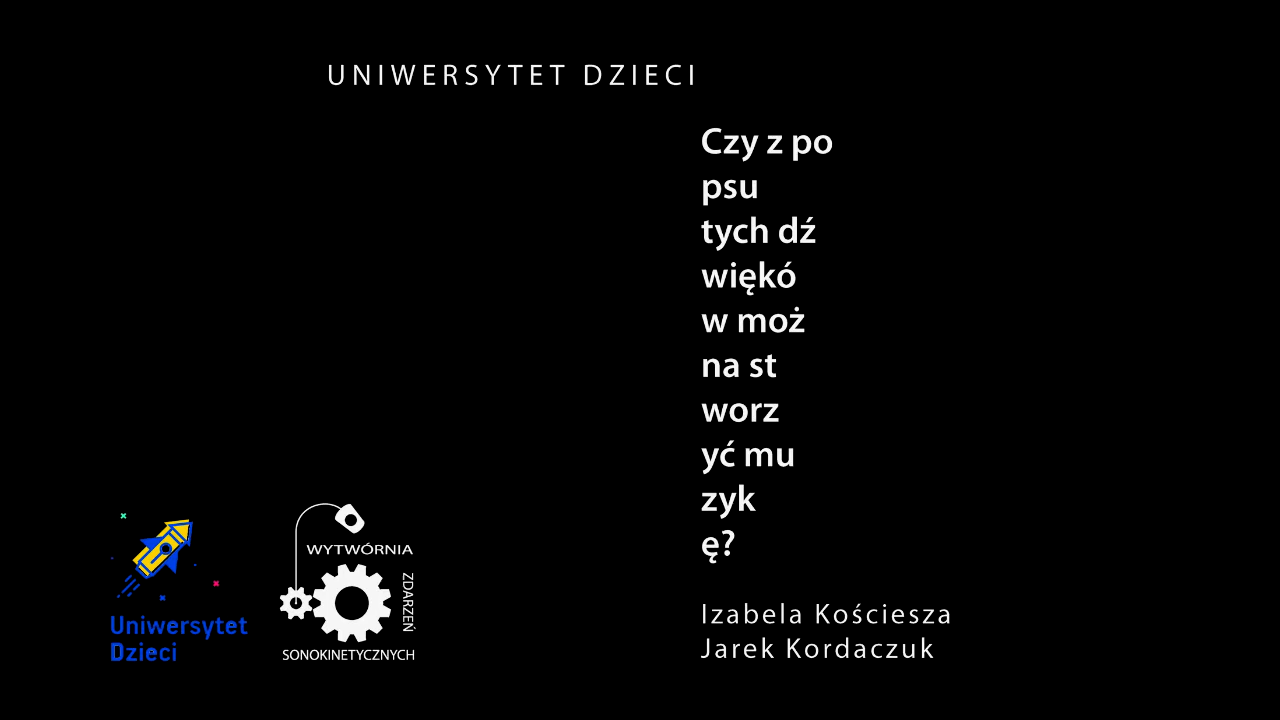 UNIWERSYTET DZIECI
Czy z po
psu
tych dź
więkó
w moż
na st
worz
yć mu
zyk
ę?
Izabela Kościesza
Jarek Kordaczuk
Uniwersytet
Dzieci
WYTWÓRNIA
ZDARZEŃ
SONOKINETYCZNYCH